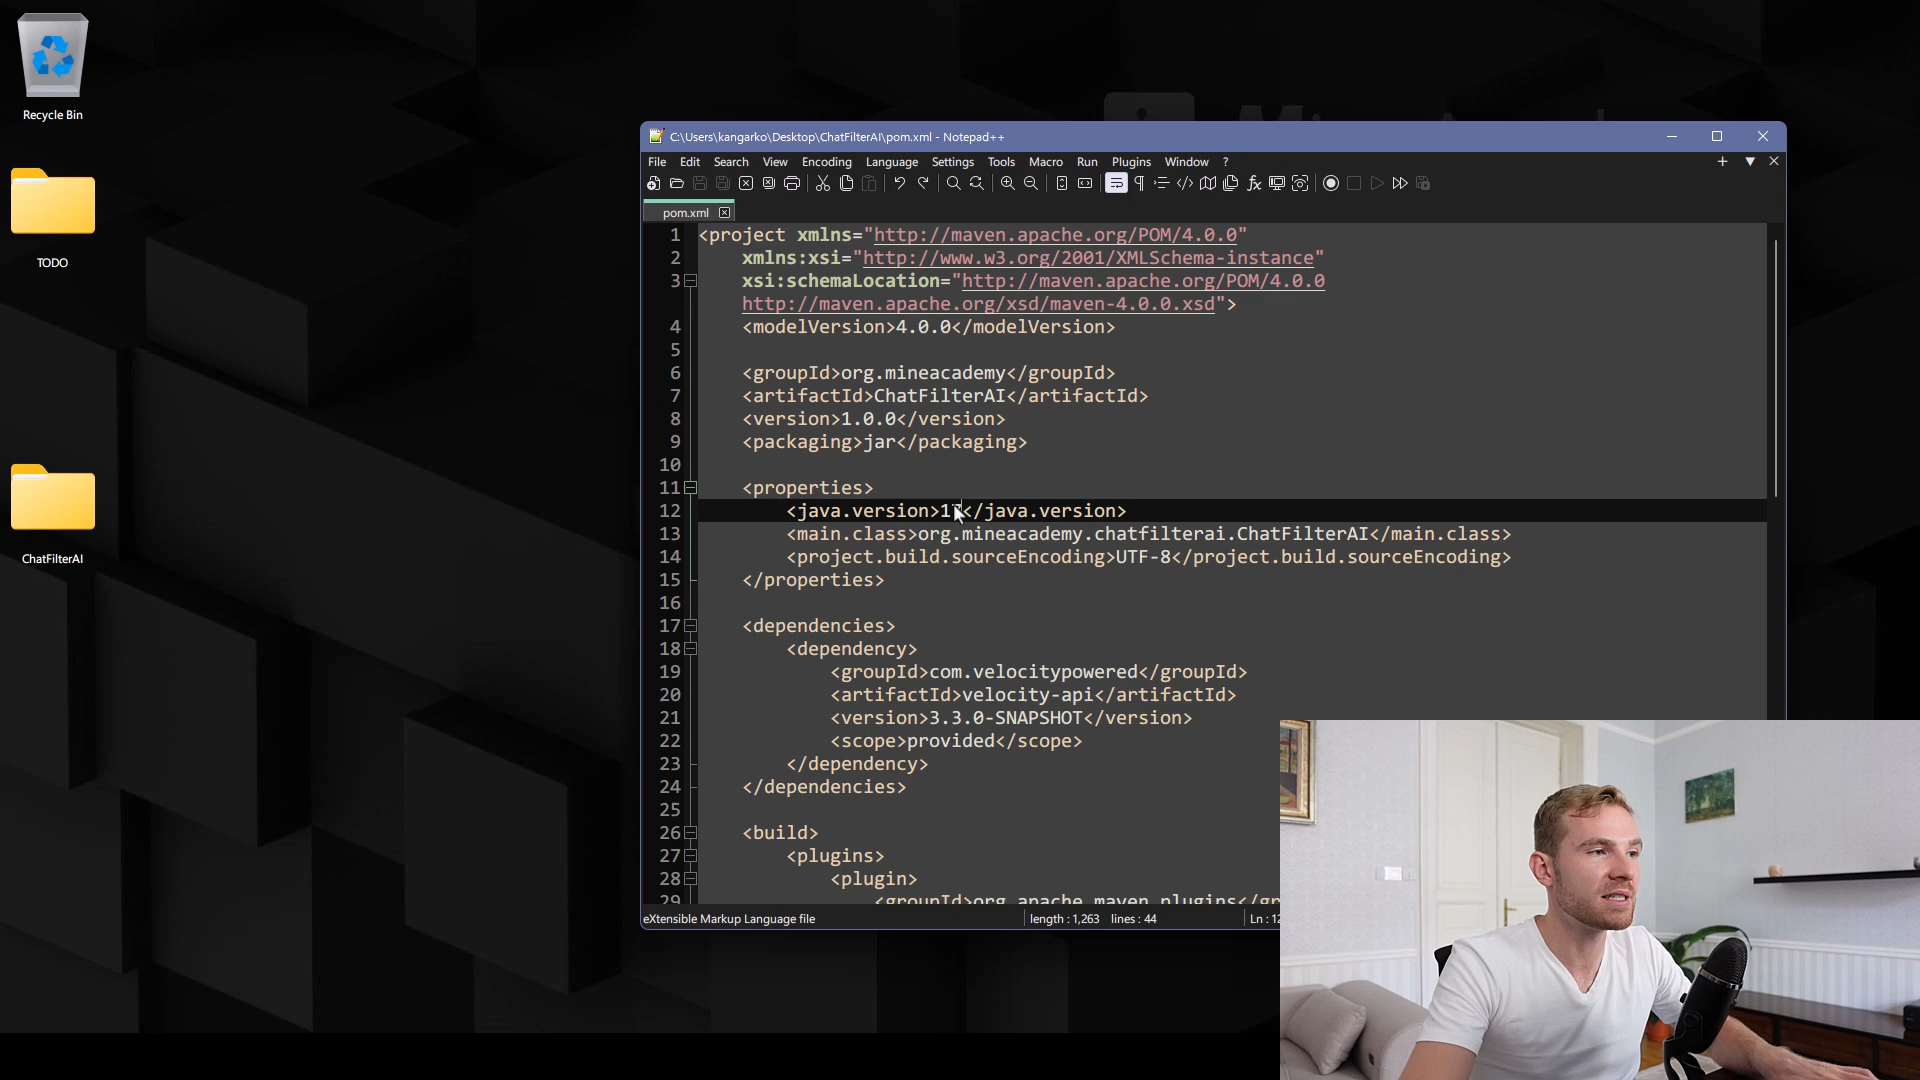 Recycle Bin
TODO
ChatFilterAI
C:\Users\kangarko\Desktop\ChatFilterAI\pom.xml - Notepad++
File Edit Search View Encoding Language Settings Tools Macro Run Plugins Window ?
pom.xml
1 <project xmlns="http://maven.apache.org/POM/4.0.0"
2 xmlns:xsi="http://www.w3.org/2001/XMLSchema-instance"
3 xsi:schemaLocation="http://maven.apache.org/POM/4.0.0
http://maven.apache.org/xsd/maven-4.0.0.xsd">
4 <modelVersion>4.0.0</modelVersion>
5
6 <groupId>org.mineacademy</groupId>
7 <artifactId>ChatFilterAI</artifactId>
8 <version>1.0.0</version>
9 <packaging>jar</packaging>
10
11 <properties>
12 <java.version></java.version>
13 <main.class>org.mineacademy.chatfilterai.ChatFilterAI</main.class>
14 <project.build.sourceEncoding>UTF-8</project.build.sourceEncoding>
15 </properties>
16
17 <dependencies>
18 <dependency>
19 <groupId>com.velocitypowered</groupId>
20 <artifactId>velocity-api</artifactId>
21 <version>3.3.0-SNAPSHOT</version>
22 <scope>provided</scope>
23 </dependency>
24 </dependencies>
25
26 <build>
27 <plugins>
28 <plugin>
29 <groupId>org.apache.maven.plugins</g
eXtensible Markup Language file length : 1,263 lines : 44 Ln : 12